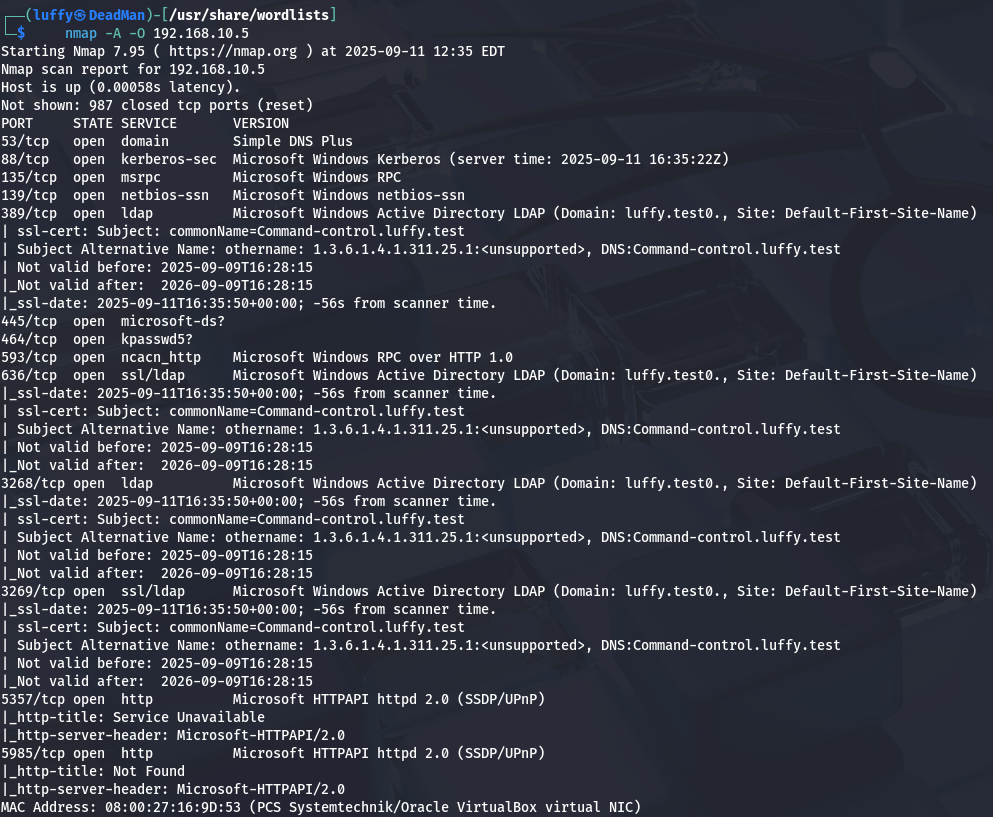 ┌──(luffy㉿DeadMan)-[/usr/share/wordlists]
└─$ nmap -A -O 192.168.10.5
Starting Nmap 7.95 ( https://nmap.org ) at 2025-09-11 12:35 EDT
Nmap scan report for 192.168.10.5
Host is up (0.00058s latency).
Not shown: 987 closed tcp ports (reset)
PORT     STATE SERVICE       VERSION
53/tcp   open  domain        Simple DNS Plus
88/tcp   open  kerberos-sec  Microsoft Windows Kerberos (server time: 2025-09-11 16:35:22Z)
135/tcp  open  msrpc         Microsoft Windows RPC
139/tcp  open  netbios-ssn   Microsoft Windows netbios-ssn
389/tcp  open  ldap          Microsoft Windows Active Directory LDAP (Domain: luffy.test0., Site: Default-First-Site-Name)
| ssl-cert: Subject: commonName=Command-control.luffy.test
| Subject Alternative Name: othername: 1.3.6.1.4.1.311.25.1:<unsupported>, DNS:Command-control.luffy.test
| Not valid before: 2025-09-09T16:28:15
|_Not valid after:  2026-09-09T16:28:15
|_ssl-date: 2025-09-11T16:35:50+00:00; -56s from scanner time.
445/tcp  open  microsoft-ds?
464/tcp  open  kpasswd5?
593/tcp  open  ncacn_http    Microsoft Windows RPC over HTTP 1.0
636/tcp  open  ssl/ldap      Microsoft Windows Active Directory LDAP (Domain: luffy.test0., Site: Default-First-Site-Name)
|_ssl-date: 2025-09-11T16:35:50+00:00; -56s from scanner time.
| ssl-cert: Subject: commonName=Command-control.luffy.test
| Subject Alternative Name: othername: 1.3.6.1.4.1.311.25.1:<unsupported>, DNS:Command-control.luffy.test
| Not valid before: 2025-09-09T16:28:15
|_Not valid after:  2026-09-09T16:28:15
3268/tcp open  ldap          Microsoft Windows Active Directory LDAP (Domain: luffy.test0., Site: Default-First-Site-Name)
|_ssl-date: 2025-09-11T16:35:50+00:00; -56s from scanner time.
| ssl-cert: Subject: commonName=Command-control.luffy.test
| Subject Alternative Name: othername: 1.3.6.1.4.1.311.25.1:<unsupported>, DNS:Command-control.luffy.test
| Not valid before: 2025-09-09T16:28:15
|_Not valid after:  2026-09-09T16:28:15
3269/tcp open  ssl/ldap      Microsoft Windows Active Directory LDAP (Domain: luffy.test0., Site: Default-First-Site-Name)
|_ssl-date: 2025-09-11T16:35:50+00:00; -56s from scanner time.
| ssl-cert: Subject: commonName=Command-control.luffy.test
| Subject Alternative Name: othername: 1.3.6.1.4.1.311.25.1:<unsupported>, DNS:Command-control.luffy.test
| Not valid before: 2025-09-09T16:28:15
|_Not valid after:  2026-09-09T16:28:15
5357/tcp open  http          Microsoft HTTPAPI httpd 2.0 (SSDP/UPnP)
|_http-title: Service Unavailable
|_http-server-header: Microsoft-HTTPAPI/2.0
5985/tcp open  http          Microsoft HTTPAPI httpd 2.0 (SSDP/UPnP)
|_http-title: Not Found
|_http-server-header: Microsoft-HTTPAPI/2.0
MAC Address: 08:00:27:16:9D:53 (PCS Systemtechnik/Oracle VirtualBox virtual NIC)